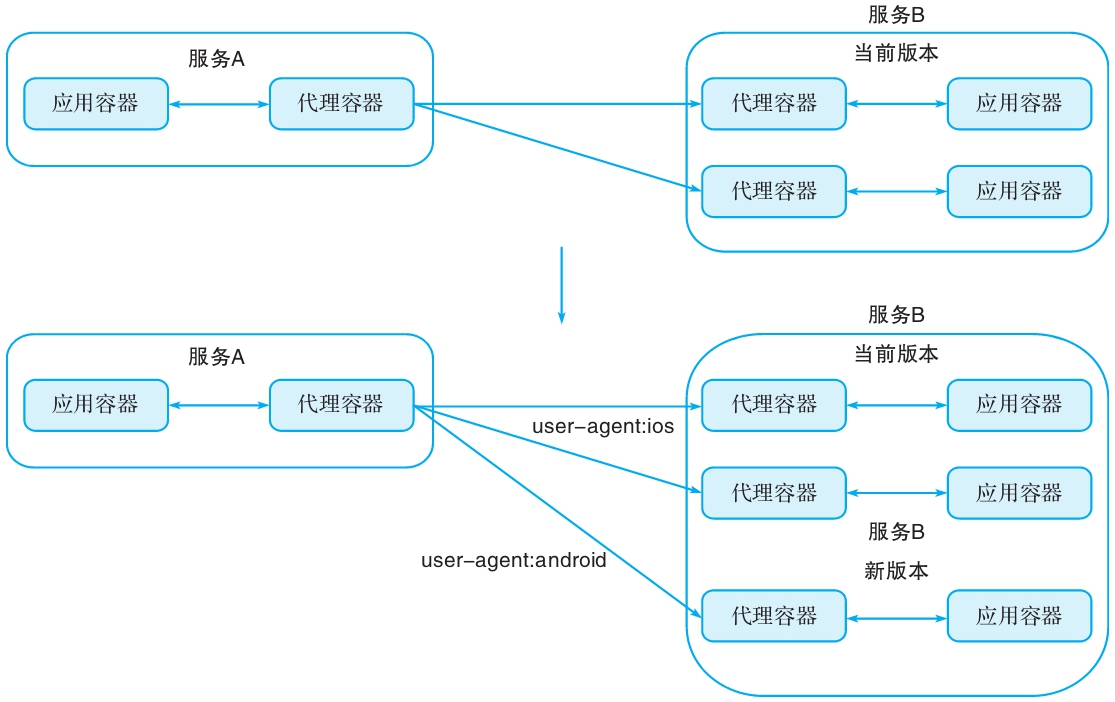 服务B
服务A
当前版本
应用容器
代理容器
代理容器
应用容器
代理容器
应用容器
服务B
服务A
当前版本
应用容器
代理容器
代理容器
应用容器
user-agent:ios
代理容器
应用容器
服务B
user-agent:android
新版本
代理容器
应用容器